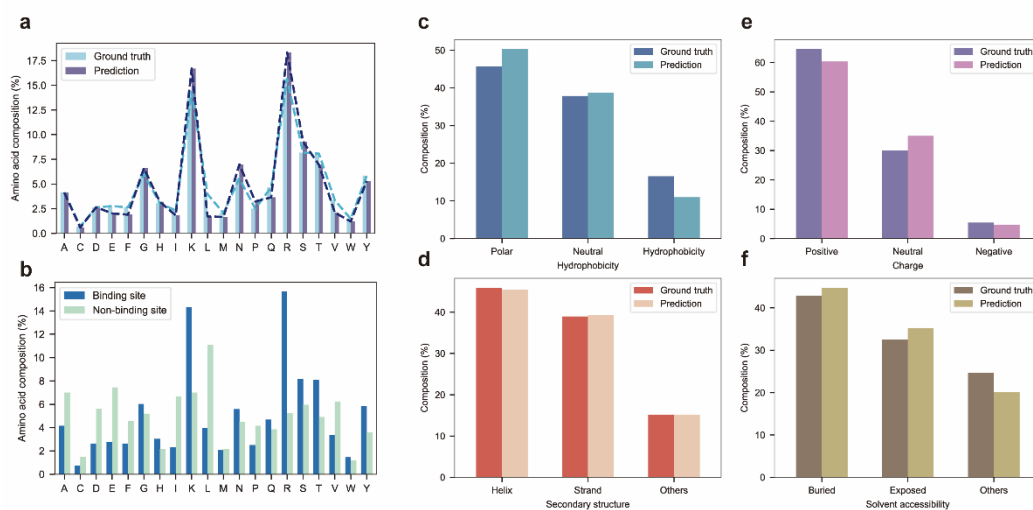 a
Amino acid composition (%)
17.5
15.0
12.5
10.0
7.5
5.0
2.5
0.0
Ground truth
Prediction
A C D E F G H I K L M N P Q R S T V W Y
b
Amino acid composition (%)
16
14
12
10
8
6
4
2
0
Binding site
Non-binding site
A C D E F G H I K L M N P Q R S T V W Y
c
Composition (%)
50
40
30
20
10
0
Ground truth
Prediction
Polar Neutral Hydrophobicity
Hydrophobicity
d
Composition (%)
40
30
20
10
0
Ground truth
Prediction
Helix Strand Others
Secondary structure
e
Composition (%)
60
50
40
30
20
10
0
Ground truth
Prediction
Positive Neutral Negative
Charge
f
Composition (%)
40
30
20
10
0
Ground truth
Prediction
Buried Exposed Others
Solvent accessibility